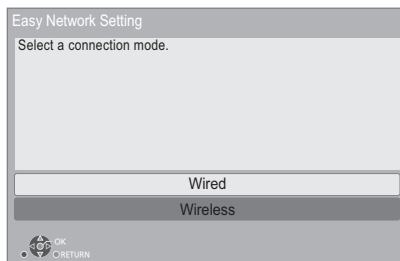 Easy Network Setting
Select a connection mode.
Wired
Wireless
OK
RETURN